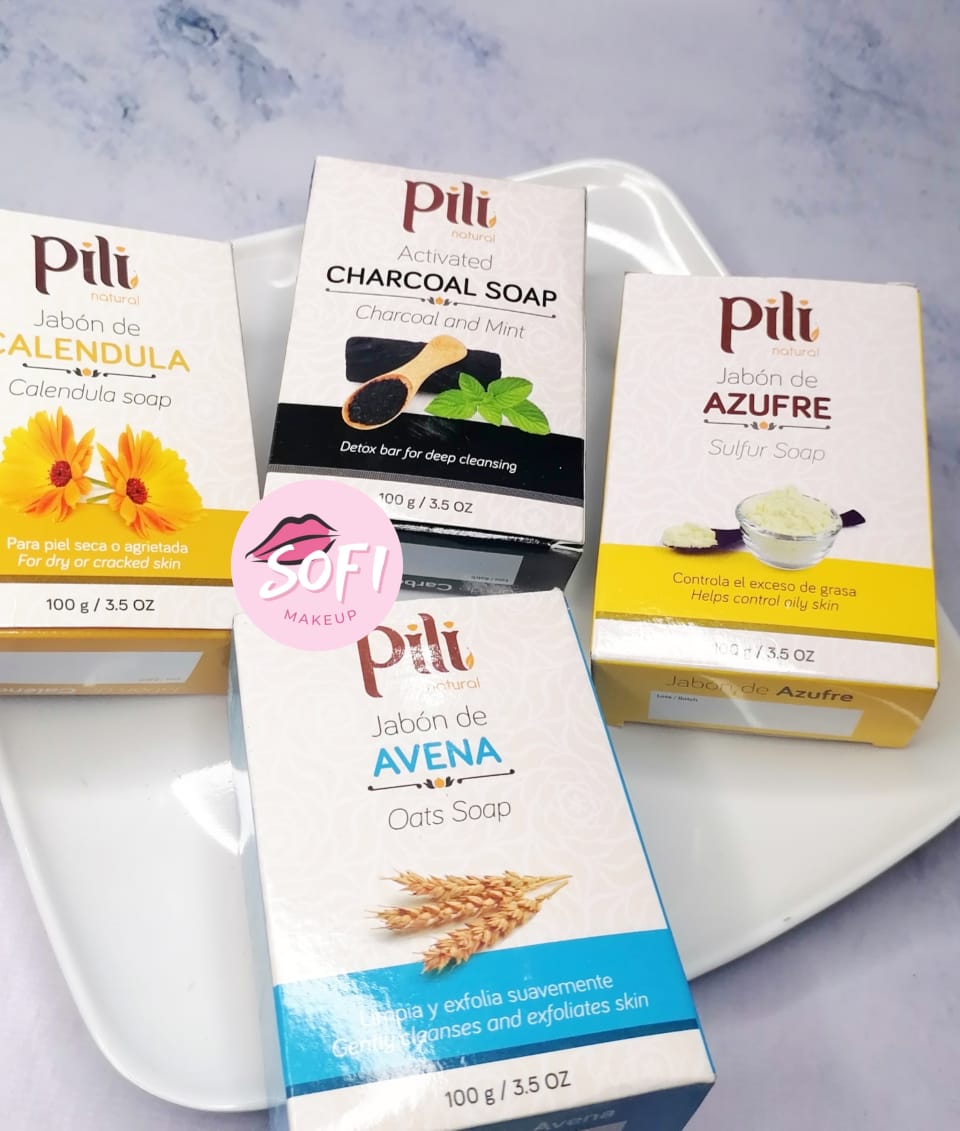 Pili
natural
Jabón de
CALENDULA
Calendula soap
Para piel seca o agrietada
For dry or cracked skin
100 g / 3.5 OZ
Pili
natural
Activated
CHARCOAL SOAP
Charcoal and Mint
Detox bar for deep cleansing
100 g / 3.5 OZ
Pili
natural
Jabón de
AZUFRE
Sulfur Soap
Controla el exceso de grasa
Helps control oily skin
100 g / 3.5 OZ
Jabón de Azufre
Lote / Batch
SOFI
MAKEUP
Pili
natural
Jabón de
AVENA
Oats Soap
Limpia y exfolia suavemente
Gently cleanses and exfoliates skin
100 g / 3.5 OZ
Avena